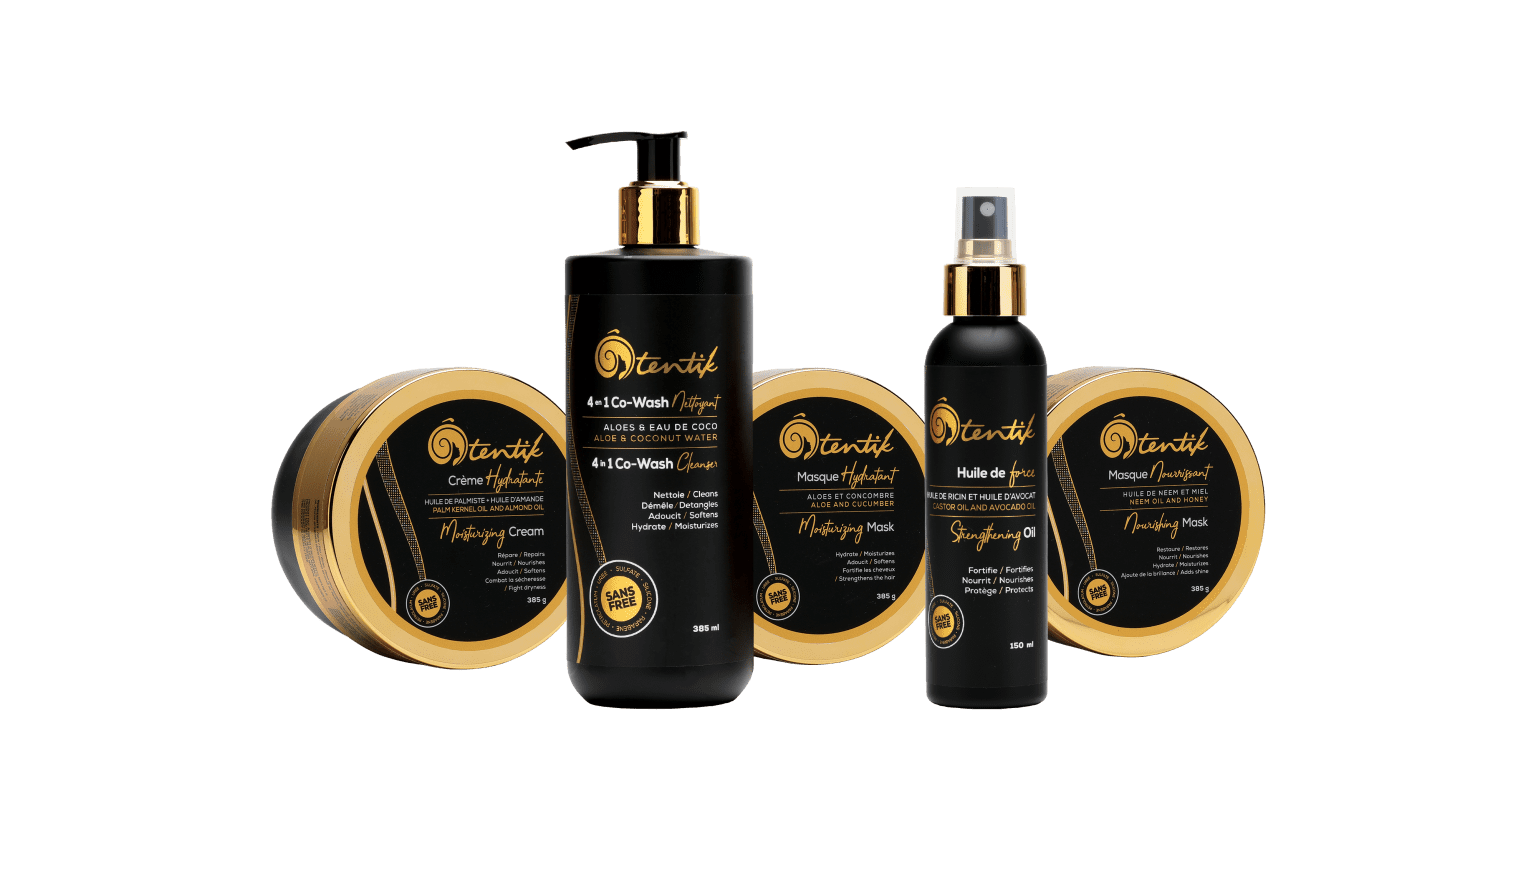 Ôtentik
Crème Hydratante
HUILE DE PALMISTE + HUILE D'AMANDE
PALM KERNEL OIL AND ALMOND OIL
Moisturizing Cream
Répare / Repairs
Nourrit / Nourishes
Adoucit / Softens
Combat la sécheresse
/ Fight dryness
SANS
FREE
385 g
Ôtentik
4 en 1 Co-Wash Nettoyant
ALOES & EAU DE COCO
ALOE & COCONUT WATER
4 in 1 Co-Wash Cleanser
Nettoie / Cleans
Démêle / Detangles
Adoucit / Softens
Hydrate / Moisturizes
SULFATE - SILICONE - PARABÈNE - PETROLATUM - URÉE
SANS
FREE
385 ml
Ôtentik
Masque Hydratant
ALOES ET CONCOMBRE
ALOE AND CUCUMBER
Moisturizing Mask
Hydrate / Moisturizes
Adoucit / Softens
Fortifie les cheveux
/ Strengthens the hair
SANS
FREE
385 g
Ôtentik
Huile de force
HUILE DE RICIN ET HUILE D'AVOCAT
CASTOR OIL AND AVOCADO OIL
Strengthening Oil
Fortifie / Fortifies
Nourrit / Nourishes
Protège / Protects
SANS
FREE
150 ml
Ôtentik
Masque Nourrissant
HUILE DE NEEM ET MIEL
NEEM OIL AND HONEY
Nourishing Mask
Restaure / Restores
Nourrit / Nourishes
Hydrate / Moisturizes
Ajoute de la brillance / Adds shine
SANS
FREE
385 g